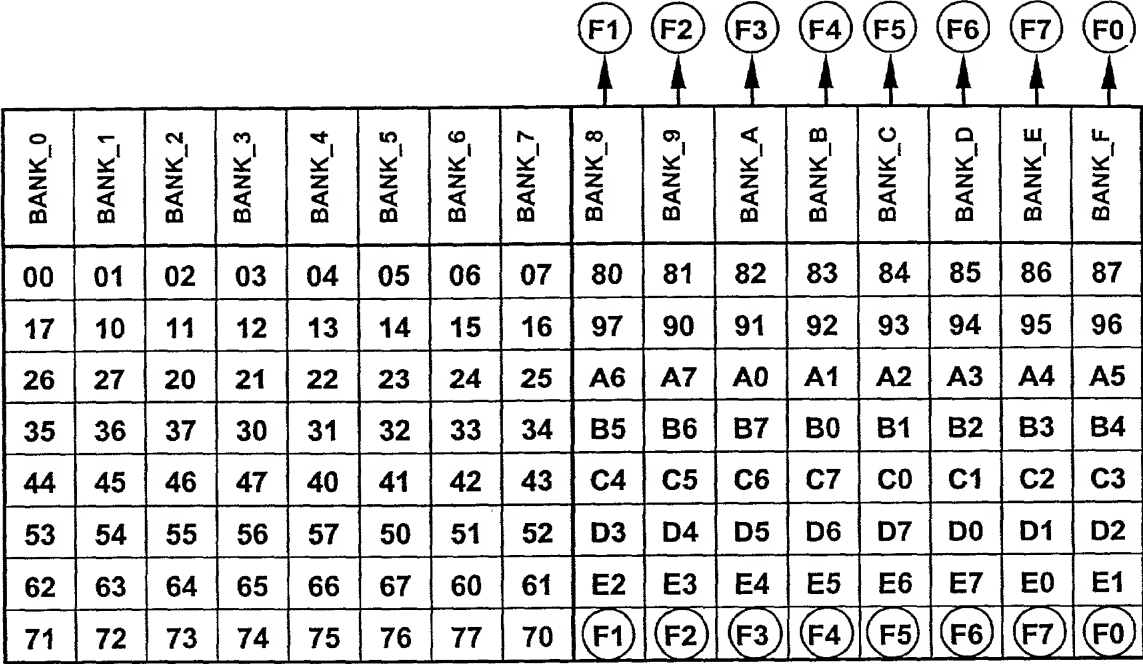 F1 F2 F3 F4 F5 F6 F7 F0
BANK_0 BANK_1 BANK_2 BANK_3 BANK_4 BANK_5 BANK_6 BANK_7 BANK_8 BANK_9 BANK_A BANK_B BANK_C BANK_D BANK_E BANK_F
00 01 02 03 04 05 06 07 80 81 82 83 84 85 86 87
17 10 11 12 13 14 15 16 97 90 91 92 93 94 95 96
26 27 20 21 22 23 24 25 A6 A7 A0 A1 A2 A3 A4 A5
35 36 37 30 31 32 33 34 B5 B6 B7 B0 B1 B2 B3 B4
44 45 46 47 40 41 42 43 C4 C5 C6 C7 C0 C1 C2 C3
53 54 55 56 57 50 51 52 D3 D4 D5 D6 D7 D0 D1 D2
62 63 64 65 66 67 60 61 E2 E3 E4 E5 E6 E7 E0 E1
71 72 73 74 75 76 77 70 F1 F2 F3 F4 F5 F6 F7 F0